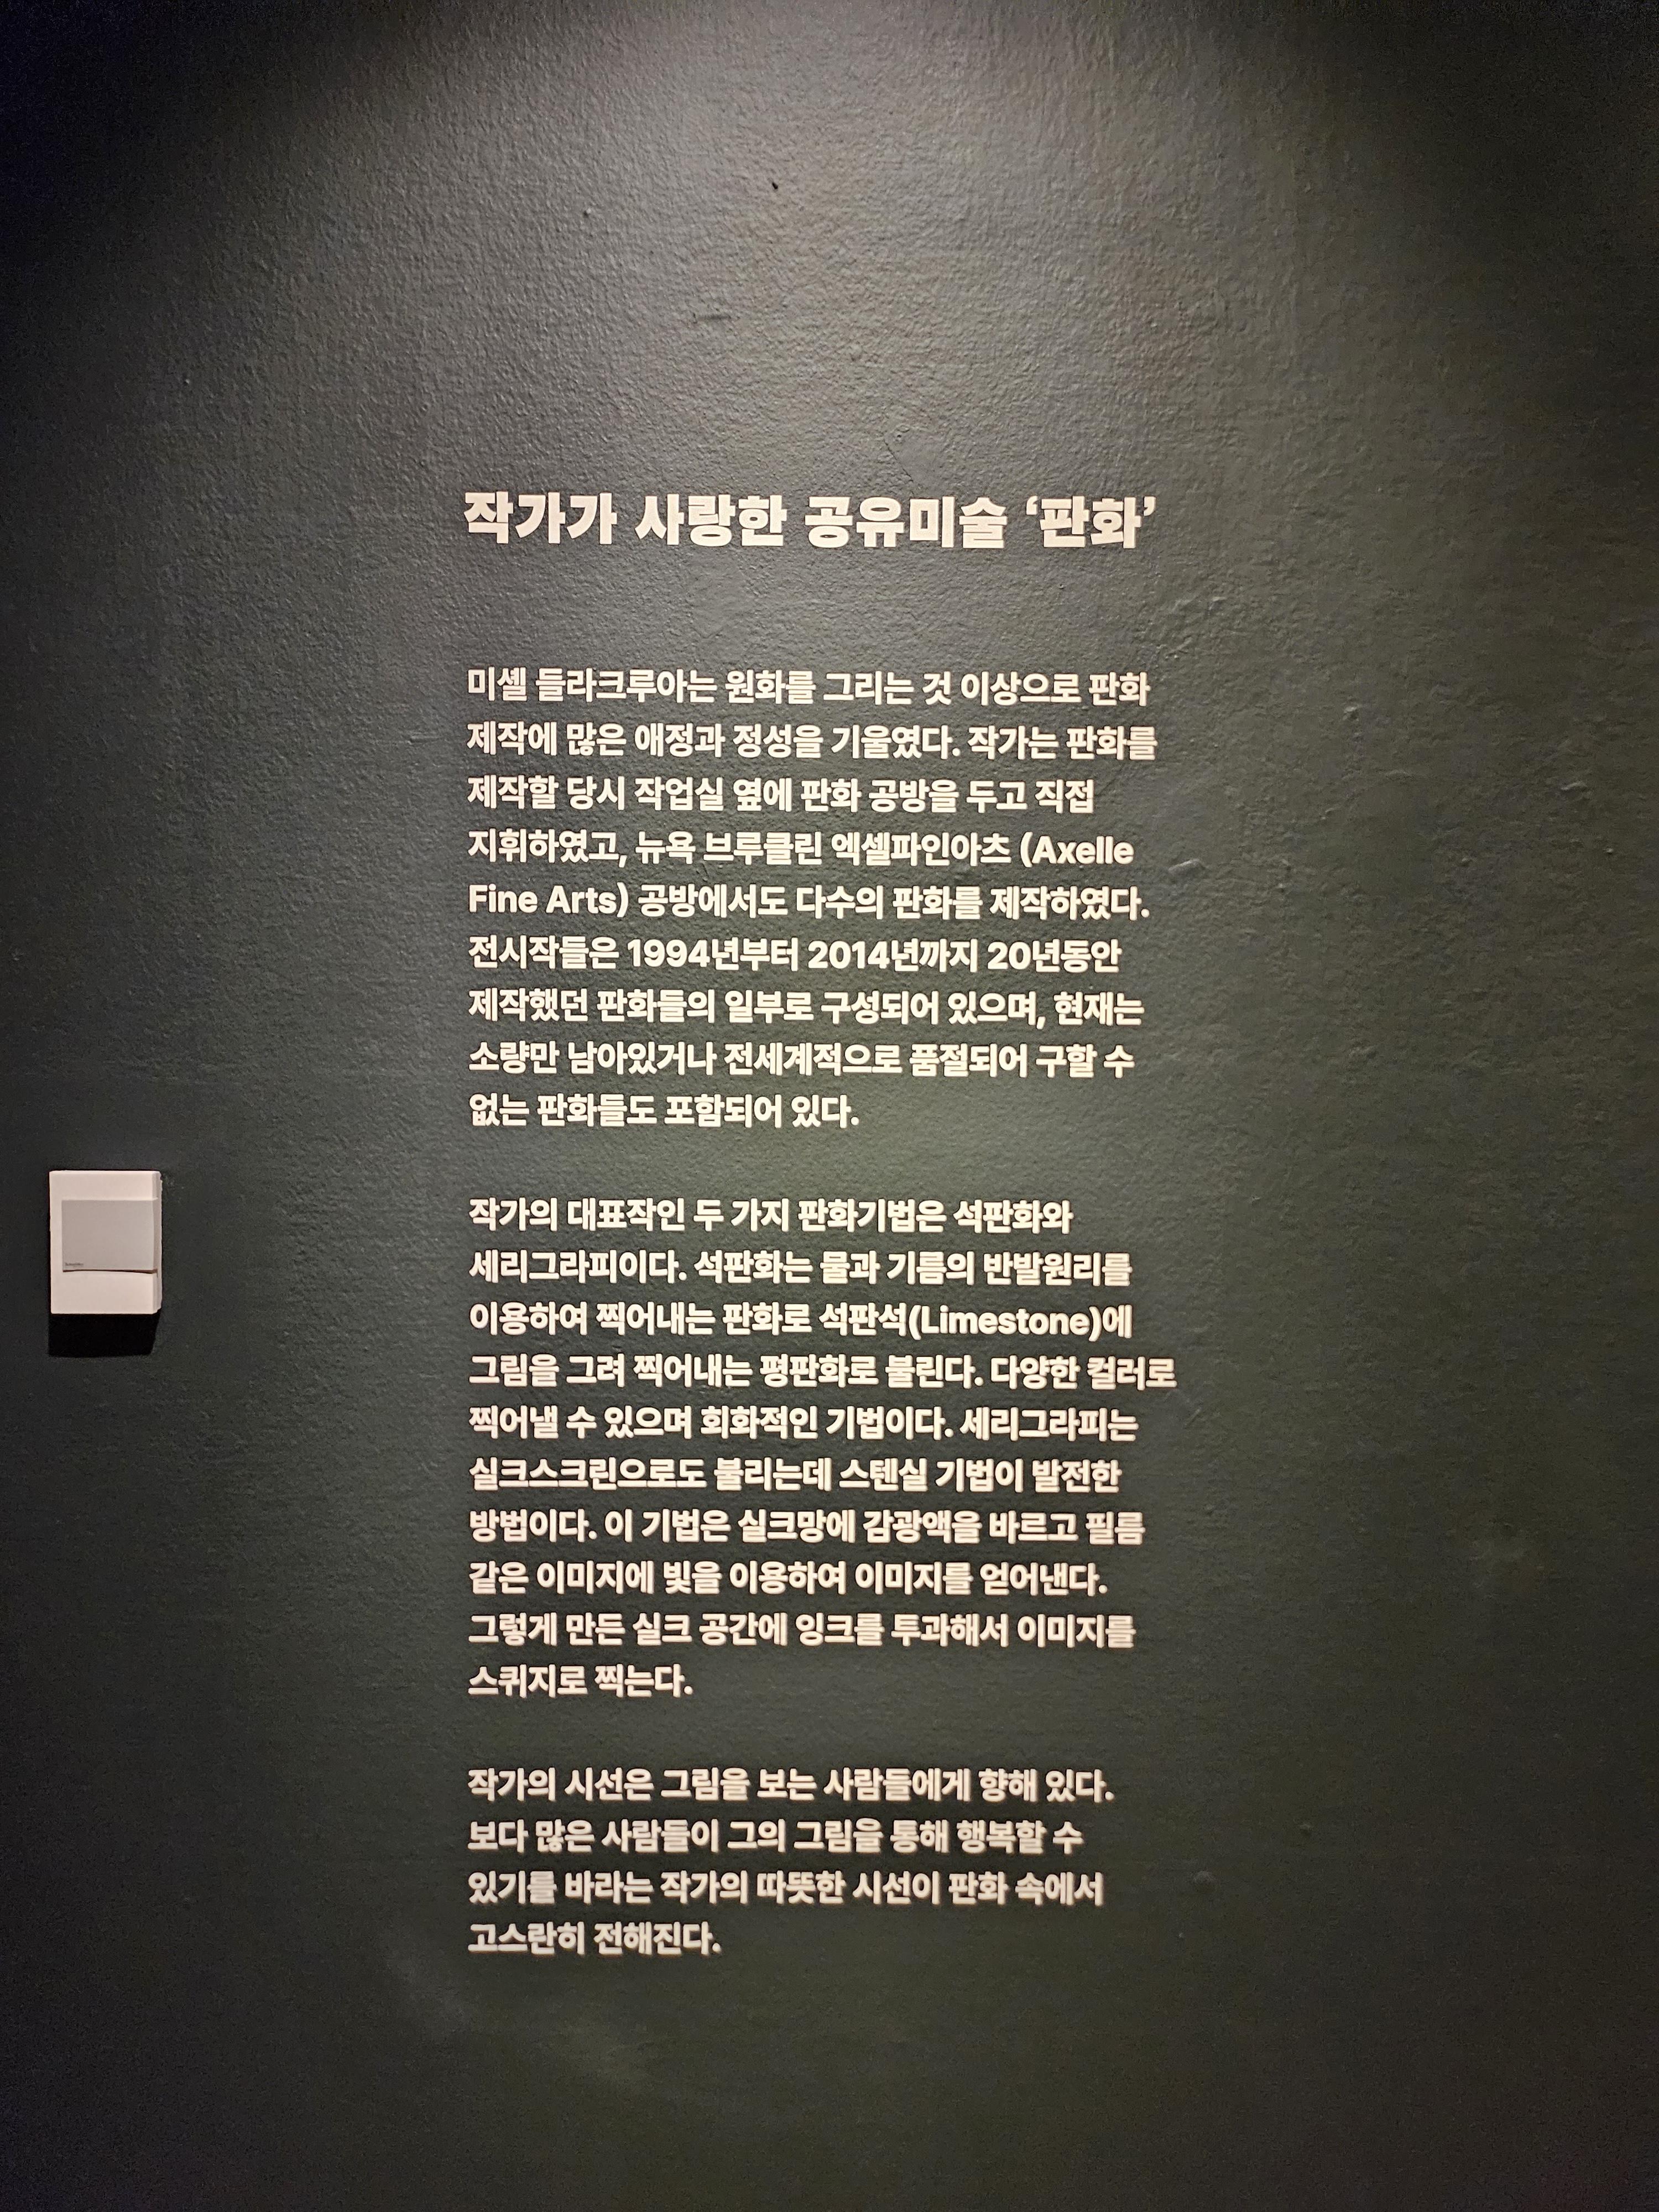 작가가 사랑한 공유미술 ‘판화’
미셸 들라크루아는 원화를 그리는 것 이상으로 판화
제작에 많은 애정과 정성을 기울였다. 작가는 판화를
제작할 당시 작업실 옆에 판화 공방을 두고 직접
지휘하였고, 뉴욕 브루클린 엑셀파인아츠 (Axelle
Fine Arts) 공방에서도 다수의 판화를 제작하였다.
전시작들은 1994년부터 2014년까지 20년동안
제작했던 판화들의 일부로 구성되어 있으며, 현재는
소량만 남아있거나 전세계적으로 품절되어 구할 수
없는 판화들도 포함되어 있다.
작가의 대표작인 두 가지 판화기법은 석판화와
세리그라피이다. 석판화는 물과 기름의 반발원리를
이용하여 찍어내는 판화로 석판석(Limestone)에
그림을 그려 찍어내는 평판화로 불린다. 다양한 컬러로
찍어낼 수 있으며 회화적인 기법이다. 세리그라피는
실크스크린으로도 불리는데 스텐실 기법이 발전한
방법이다. 이 기법은 실크망에 감광액을 바르고 필름
같은 이미지에 빛을 이용하여 이미지를 얻어낸다.
그렇게 만든 실크 공간에 잉크를 투과해서 이미지를
스퀴지로 찍는다.
작가의 시선은 그림을 보는 사람들에게 향해 있다.
보다 많은 사람들이 그의 그림을 통해 행복할 수
있기를 바라는 작가의 따뜻한 시선이 판화 속에서
고스란히 전해진다.